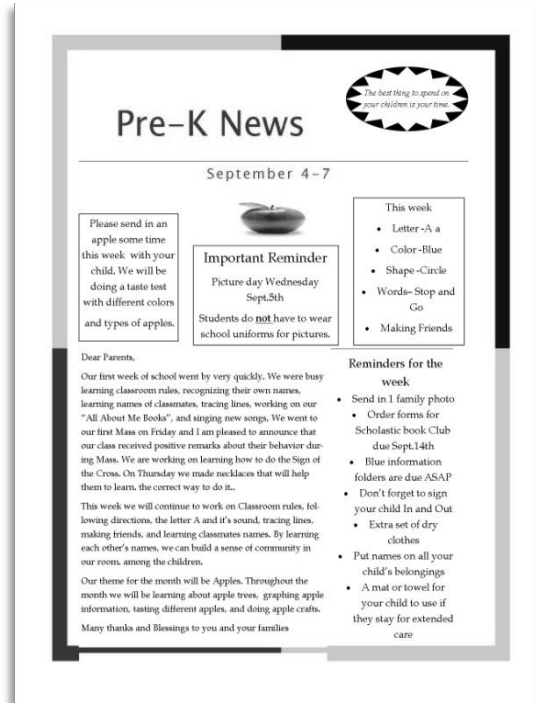 The best thing to spend on
your children is your time.
Pre-K News
September 4-7
Please send in an
apple some time
this week with your
child. We will be
doing a taste test
with different colors
and types of apples.
Important Reminder
Picture day Wednesday
Sept.5th
Students do not have to wear
school uniforms for pictures.
This week
• Letter -A a
• Color -Blue
• Shape -Circle
• Words- Stop and
Go
• Making Friends
Dear Parents,
Our first week of school went by very quickly. We were busy
learning classroom rules, recognizing their own names,
learning names of classmates, tracing lines, working on our
"All About Me Books", and singing new songs, We went to
our first Mass on Friday and I am pleased to announce that
our class received positive remarks about their behavior dur-
ing Mass. We are working on learning how to do the Sign of
the Cross. On Thursday we made necklaces that will help
them to learn. the correct way to do it..
This week we will continue to work on Classroom rules, fol-
lowing directions, the letter A and it's sound, tracing lines,
making friends, and learning classmates names. By learning
each other's names, we can build a sense of community in
our room. among the children.
Our theme for the month will be Apples. Throughout the
month we will be learning about apple trees, graphing apple
information, tasting different apples, and doing apple crafts.
Many thanks and Blessings to you and your families
Reminders for the
week
• Send in 1 family photo
• Order forms for
Scholastic book Club
due Sept.14th
• Blue information
folders are due ASAP
• Don't forget to sign
your child In and Out
• Extra set of dry
clothes
• Put names on all your
child's belongings
• A mat or towel for
your child to use if
they stay for extended
care